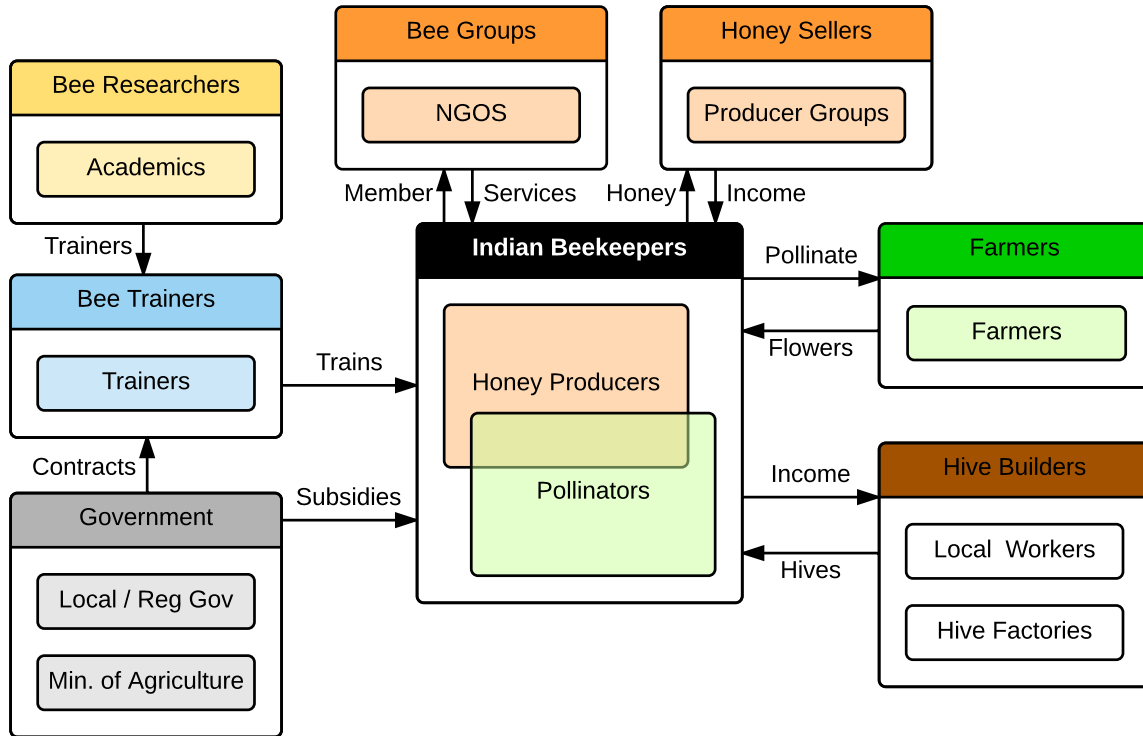 Bee Groups
NGOS
Honey Sellers
Producer Groups
Bee Researchers
Academics
Member
Services
Honey
Income
Trainers
Bee Trainers
Trainers
Trains
Contracts
Government
Local / Reg Gov
Min. of Agriculture
Subsidies
Indian Beekeepers
Honey Producers
Pollinators
Pollinate
Flowers
Farmers
Farmers
Income
Hives
Hive Builders
Local  Workers
Hive Factories